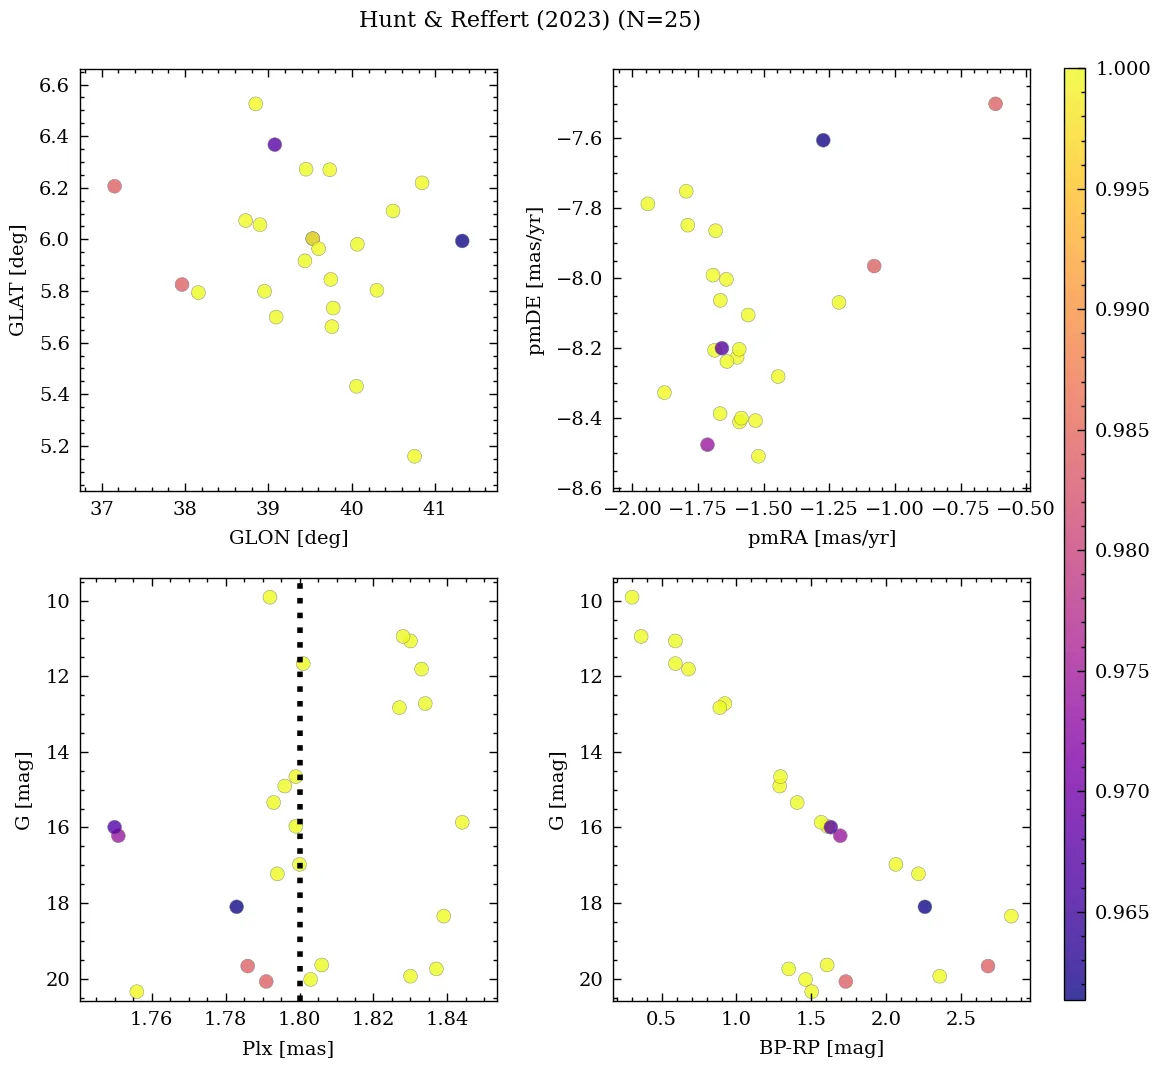 Hunt & Reffert (2023) (N=25)
6.6
6.4
6.2
6.0
5.8
5.6
5.4
5.2
GLAT [deg]
37 38 39 40 41
GLON [deg]
−7.6
−7.8
−8.0
−8.2
−8.4
−8.6
pmDE [mas/yr]
−2.00 −1.75 −1.50 −1.25 −1.00 −0.75 −0.50
pmRA [mas/yr]
10
12
14
16
18
20
G [mag]
1.76 1.78 1.80 1.82 1.84
Plx [mas]
10
12
14
16
18
20
G [mag]
0.5 1.0 1.5 2.0 2.5
BP-RP [mag]
1.000
0.995
0.990
0.985
0.980
0.975
0.970
0.965